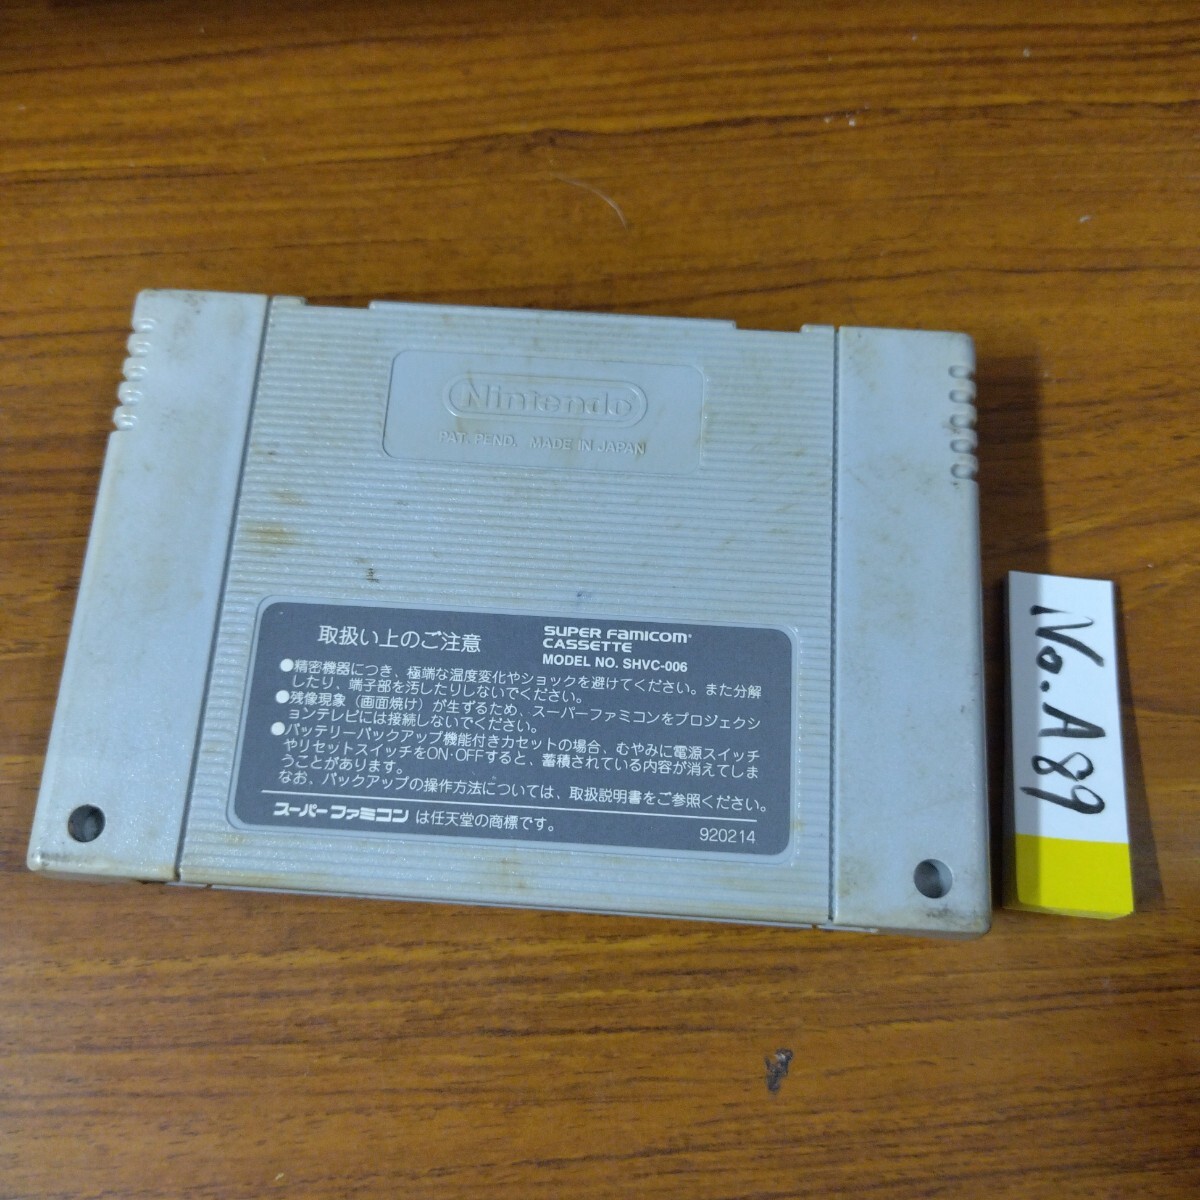 Nintendo
PAT. PEND. MADE IN JAPAN
取扱い上のご注意
SUPER FAMICOM
CASSETTE
MODEL NO. SHVC-006
●精密機器につき、極端な温度変化やショックを避けてください。また分解
したり、端子部を汚したりしないでください。
●残像現象（画面焼け）が生ずるため、スーパーファミコンをプロジェクシ
ョンテレビには接続しないでください。
●バッテリーバックアップ機能付きカセットの場合、むやみに電源スイッチ
やリセットスイッチをON・OFFすると、蓄積されている内容が消えてしま
うことがあります。
なお、バックアップの操作方法については、取扱説明書をご参照ください。
スーパーファミコン は任天堂の商標です。
920214
No.A89